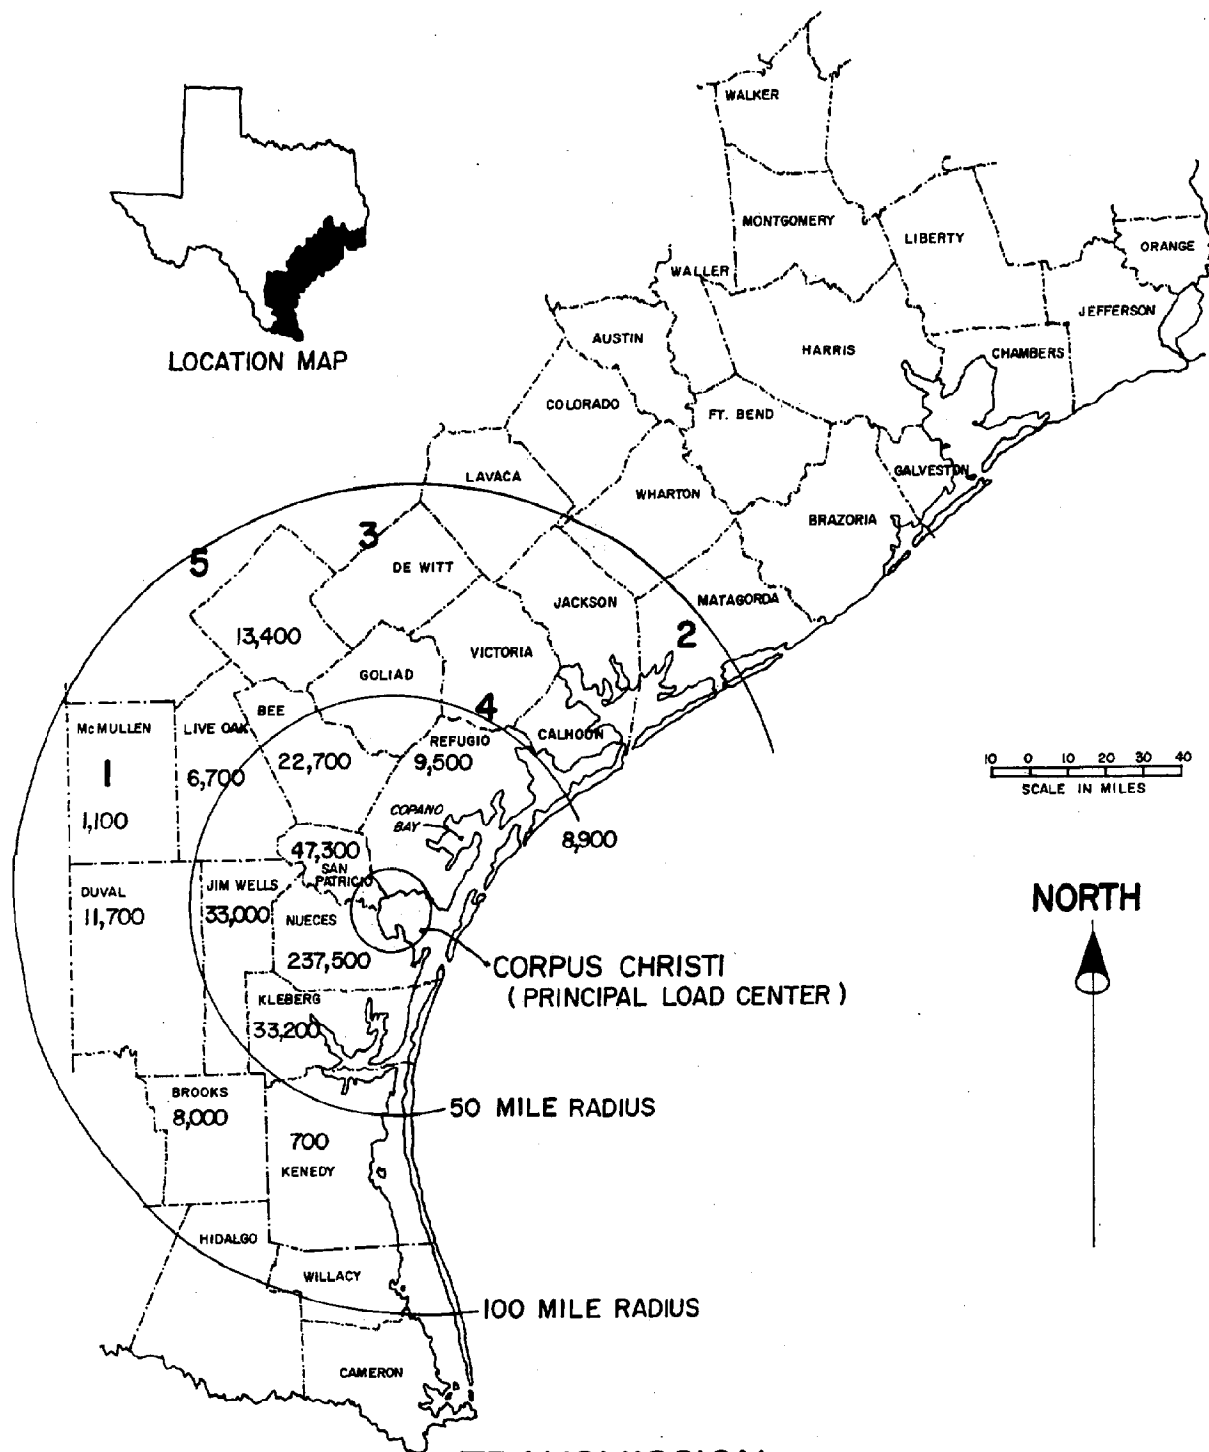 WALKER
MONTGOMERY
LIBERTY
ORANGE
WALLER
JEFFERSON
AUSTIN
HARRIS
CHAMBERS
LOCATION MAP
COLORADO
FT. BEND
LAVACA
GALVESTON
WHARTON
BRAZORIA
3
5
DE WITT
JACKSON
MATAGORDA
2
13,400
VICTORIA
GOLIAD
4
BEE
McMULLEN
LIVE OAK
REFUGIO
CALHOUN
22,700
9,500
1
6,700
10 0 10 20 30 40
SCALE IN MILES
COPANO
BAY
1,100
8,900
47,300
SAN
PATRICIO
DUVAL
JIM WELLS
11,700
33,000
NUECES
NORTH
237,500
CORPUS CHRISTI
(PRINCIPAL LOAD CENTER)
KLEBERG
33,200
BROOKS
8,000
50 MILE RADIUS
700
KENEDY
HIDALGO
WILLACY
100 MILE RADIUS
CAMERON